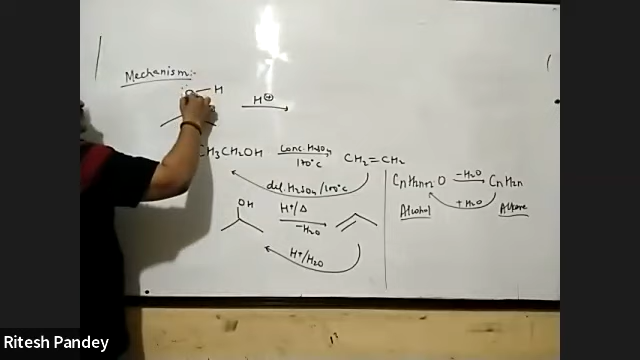 Mechanism:-
:O-H
H⊕
CH₃CH₂OH Conc. H₂SO₄ CH₂=CH₂
170°C
dil. H₂SO₄/100°C
OH H⁺/Δ
-H₂O
H⁺/H₂O
CnH2n+2O -H₂O CnH2n
+H₂O
Alcohol Alkene
Ritesh Pandey